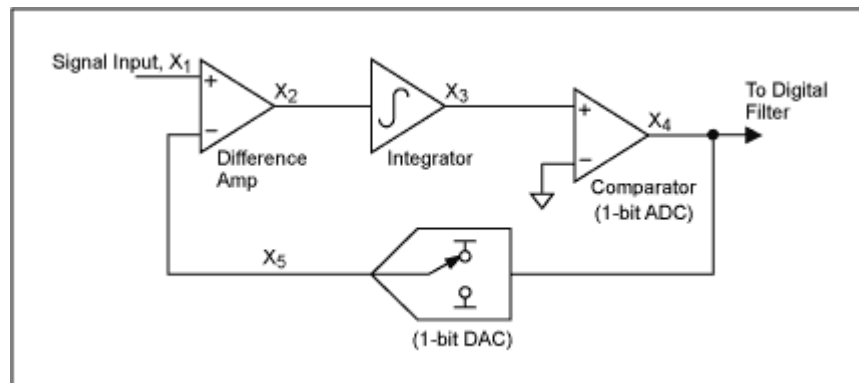 Signal Input, X1
+
−
X2
Difference
Amp
∫
X3
Integrator
+
−
X4
Comparator
(1-bit ADC)
To Digital
Filter
X5
(1-bit DAC)